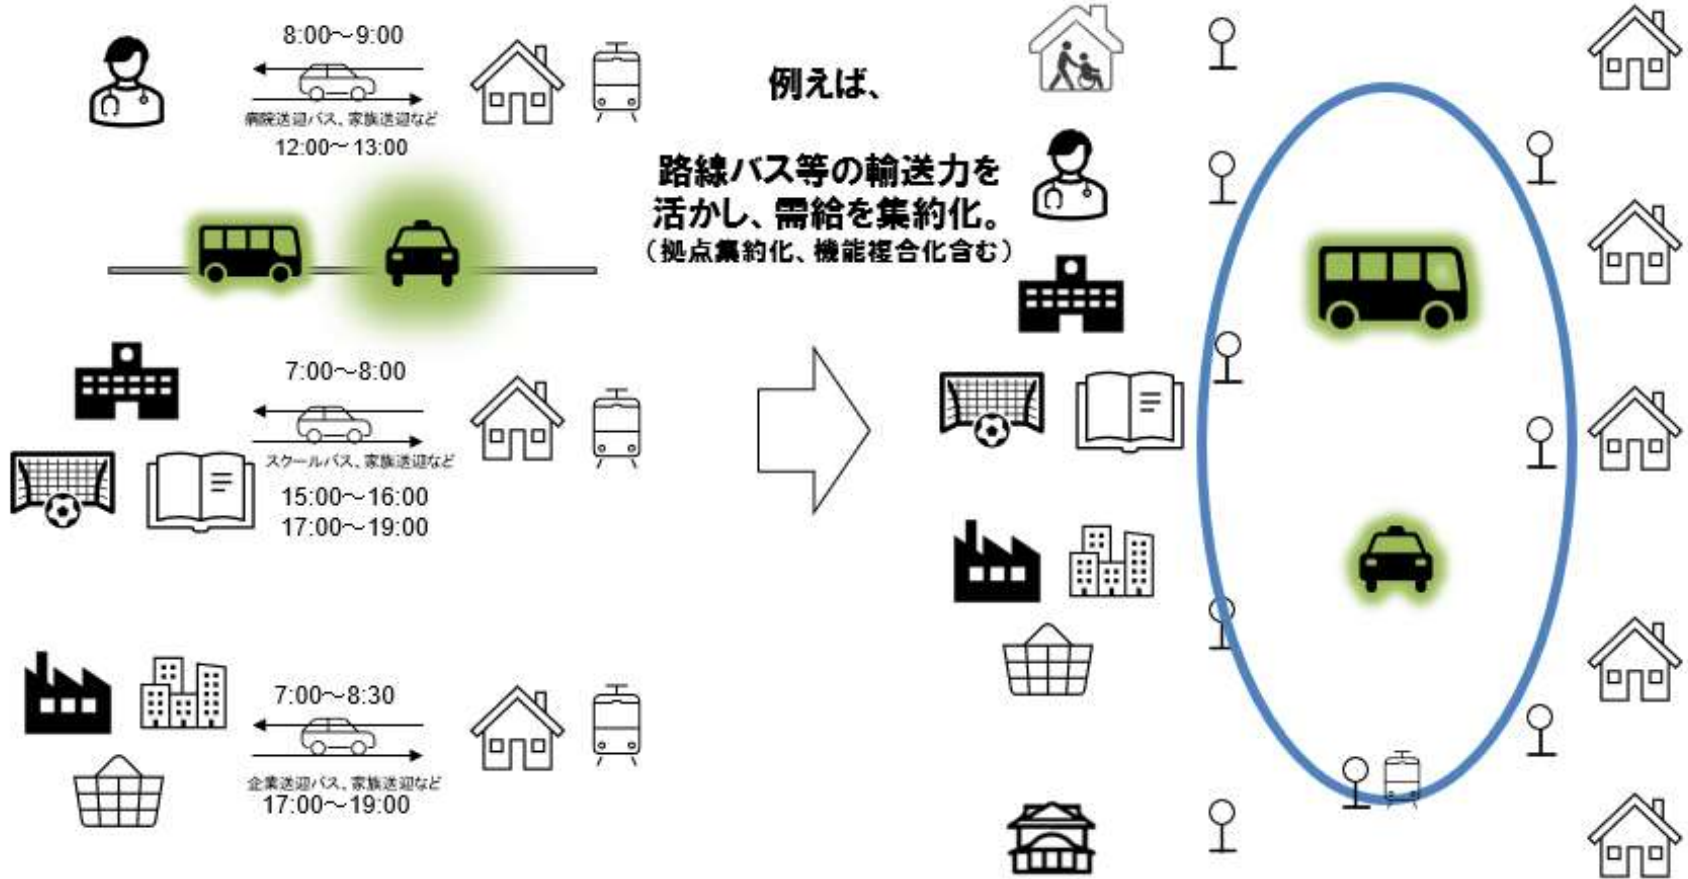 8:00～9:00
病院送迎バス、家族送迎など
12:00～13:00
7:00～8:00
スクールバス、家族送迎など
15:00～16:00
17:00～19:00
7:00～8:30
企業送迎バス、家族送迎など
17:00～19:00
例えば、
路線バス等の輸送力を
活かし、需給を集約化。
（拠点集約化、機能複合化含む）